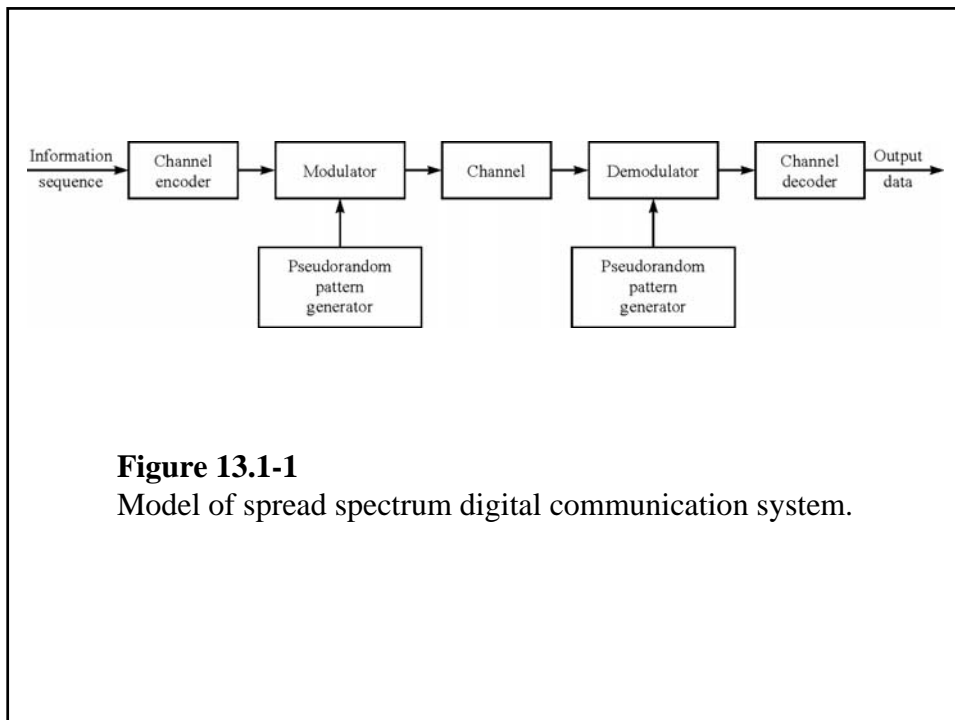 Information
sequence
Channel
encoder
Modulator
Channel
Demodulator
Channel
decoder
Output
data
Pseudorandom
pattern
generator
Pseudorandom
pattern
generator
Figure 13.1-1
Model of spread spectrum digital communication system.